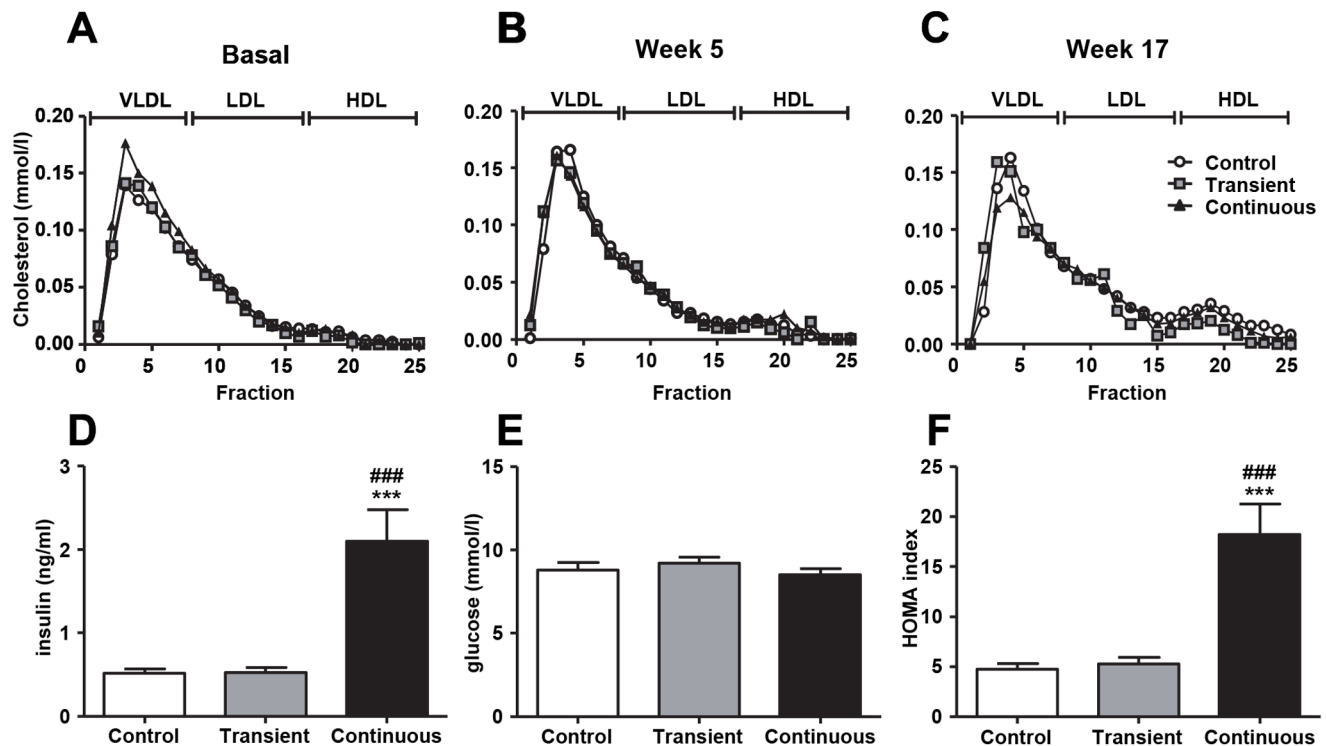 A
Basal
VLDL LDL HDL
Cholesterol (mmol/l)
0.20
0.15
0.10
0.05
0.00
0 5 10 15 20 25
Fraction
B
Week 5
VLDL LDL HDL
0.20
0.15
0.10
0.05
0.00
0 5 10 15 20 25
Fraction
C
Week 17
VLDL LDL HDL
0.20
0.15
0.10
0.05
0.00
Control
Transient
Continuous
0 5 10 15 20 25
Fraction
D
insulin (ng/ml)
3
2
1
0
###
***
Control Transient Continuous
E
glucose (mmol/l)
15
10
5
0
Control Transient Continuous
F
HOMA index
25
20
15
10
5
0
###
***
Control Transient Continuous